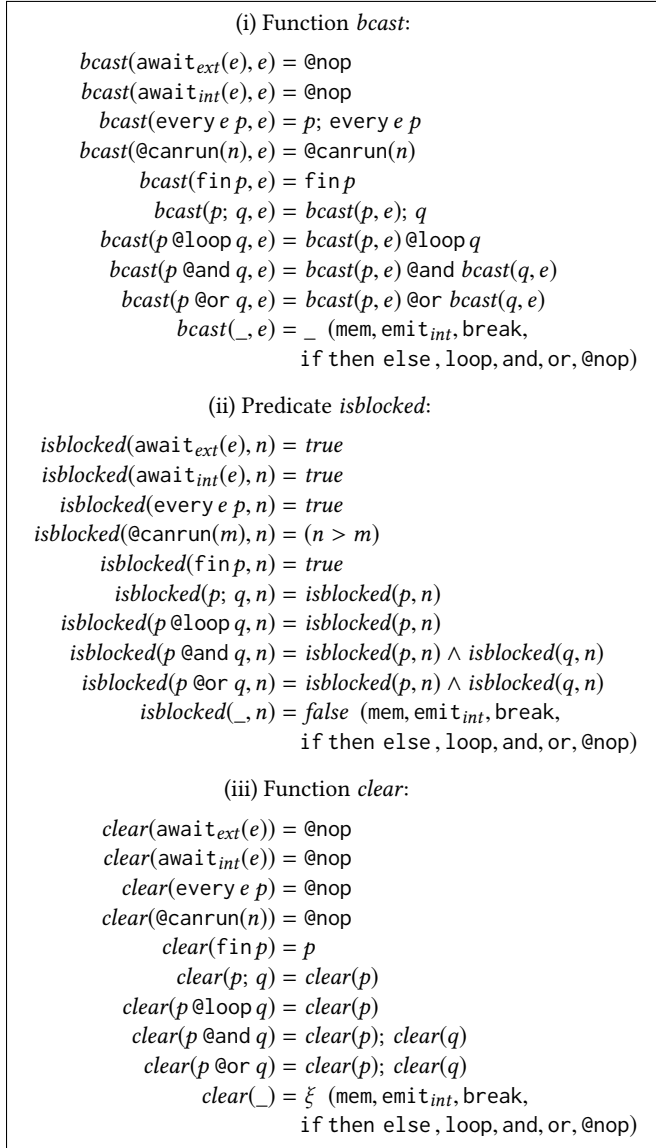 (i) Function bcast:
bcast(await_ext(e), e) = @nop
bcast(await_int(e), e) = @nop
bcast(every e p, e) = p; every e p
bcast(@canrun(n), e) = @canrun(n)
bcast(fin p, e) = fin p
bcast(p; q, e) = bcast(p, e); q
bcast(p @loop q, e) = bcast(p, e) @loop q
bcast(p @and q, e) = bcast(p, e) @and bcast(q, e)
bcast(p @or q, e) = bcast(p, e) @or bcast(q, e)
bcast(_, e) = _ (mem, emit_int, break,
if then else, loop, and, or, @nop)
(ii) Predicate isblocked:
isblocked(await_ext(e), n) = true
isblocked(await_int(e), n) = true
isblocked(every e p, n) = true
isblocked(@canrun(m), n) = (n > m)
isblocked(fin p, n) = true
isblocked(p; q, n) = isblocked(p, n)
isblocked(p @loop q, n) = isblocked(p, n)
isblocked(p @and q, n) = isblocked(p, n) ∧ isblocked(q, n)
isblocked(p @or q, n) = isblocked(p, n) ∧ isblocked(q, n)
isblocked(_, n) = false (mem, emit_int, break,
if then else, loop, and, or, @nop)
(iii) Function clear:
clear(await_ext(e)) = @nop
clear(await_int(e)) = @nop
clear(every e p) = @nop
clear(@canrun(n)) = @nop
clear(fin p) = p
clear(p; q) = clear(p)
clear(p @loop q) = clear(p)
clear(p @and q) = clear(p); clear(q)
clear(p @or q) = clear(p); clear(q)
clear(_) = ξ (mem, emit_int, break,
if then else, loop, and, or, @nop)